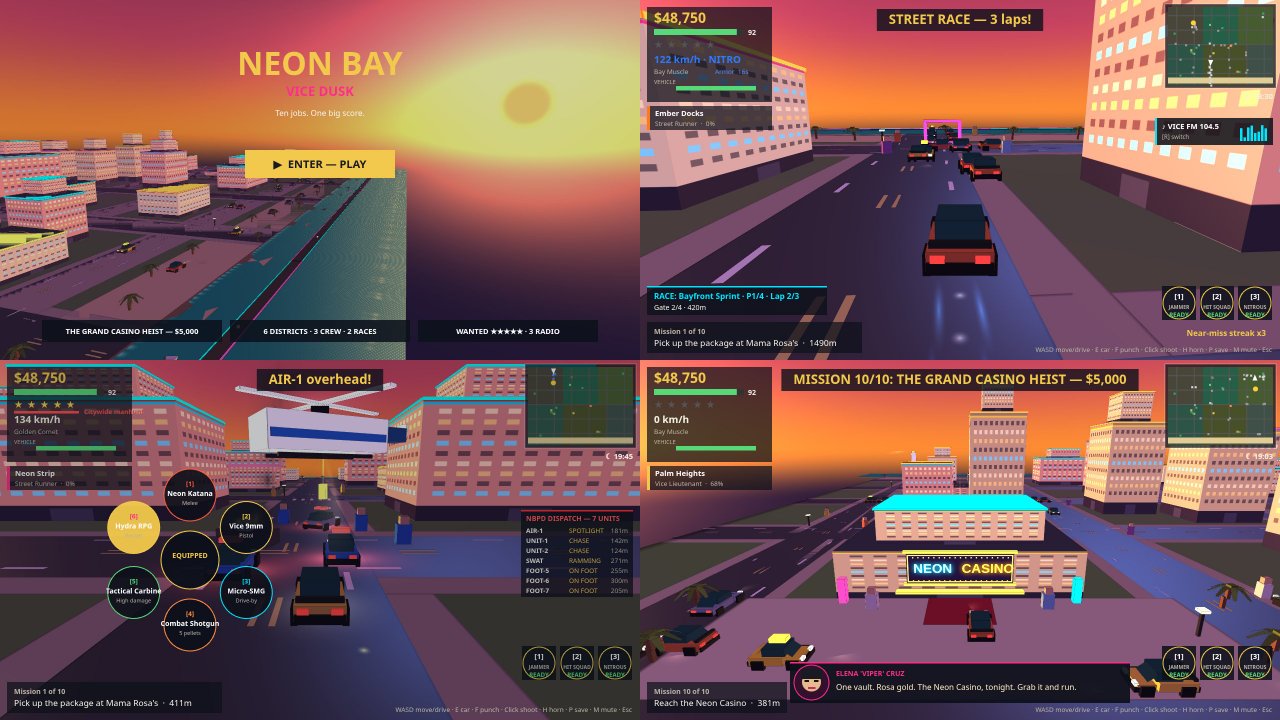 NEON BAY
VICE DUSK
Ten jobs. One big score.
▶ ENTER — PLAY
THE GRAND CASINO HEIST — $5,000
6 DISTRICTS · 3 CREW · 2 RACES
WANTED ★★★★★ · 3 RADIO
$48,750
92
★ ★ ★ ★ ★
122 km/h · NITRO
Bay Muscle
Armor 16s
VEHICLE
Ember Docks
Street Runner · 0%
STREET RACE — 3 laps!
♪ VICE FM 104.5
[R] switch
RACE: Bayfront Sprint · P1/4 · Lap 2/3
Gate 2/4 · 420m
Mission 1 of 10
Pick up the package at Mama Rosa's · 1490m
[1]
JAMMER
READY
[2]
HIT SQUAD
READY
[3]
NITROUS
READY
Near-miss streak x3
WASD move/drive · E car · F punch · Click shoot · H horn · P save · M mute · Esc
$48,750
92
★ ★ ★ ★ ★
Citywide manhunt
134 km/h
Golden Comet
VEHICLE
Neon Strip
Street Runner · 0%
AIR-1 overhead!
☾ 19:45
[1]
Neon Katana
Melee
[2]
Vice 9mm
Pistol
[3]
Micro-SMG
Drive-by
[4]
Combat Shotgun
5 pellets
[5]
Tactical Carbine
High damage
[6]
Hydra RPG
EQUIPPED
NBPD DISPATCH — 7 UNITS
AIR-1 SPOTLIGHT 181m
UNIT-1 CHASE 142m
UNIT-2 CHASE 124m
SWAT RAMMING 271m
FOOT-5 ON FOOT 255m
FOOT-6 ON FOOT 300m
FOOT-7 ON FOOT 205m
[1]
JAMMER
READY
[2]
HIT SQUAD
READY
[3]
NITROUS
READY
Mission 1 of 10
Pick up the package at Mama Rosa's · 411m
WASD move/drive · E car · F punch · Click shoot · H horn · P save · M mute · Esc
$48,750
92
★ ★ ★ ★ ★
0 km/h
Bay Muscle
VEHICLE
Palm Heights
Vice Lieutenant · 68%
MISSION 10/10: THE GRAND CASINO HEIST — $5,000
☾ 19:03
NEON CASINO
[1]
JAMMER
READY
[2]
HIT SQUAD
READY
[3]
NITROUS
READY
ELENA 'VIPER' CRUZ
One vault. Rosa gold. The Neon Casino, tonight. Grab it and run.
Mission 10 of 10
Reach the Neon Casino · 381m
WASD move/drive · E car · F punch · Click shoot · H horn · P save · M mute · Esc